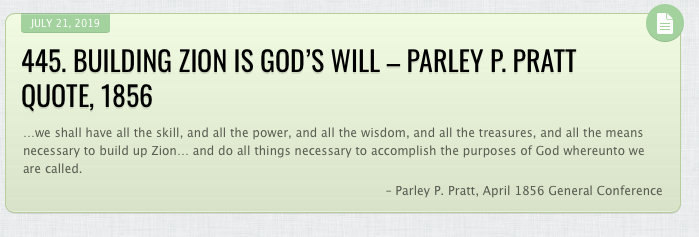 JULY 21, 2019
445. BUILDING ZION IS GOD’S WILL – PARLEY P. PRATT
QUOTE, 1856
…we shall have all the skill, and all the power, and all the wisdom, and all the treasures, and all the means
necessary to build up Zion… and do all things necessary to accomplish the purposes of God whereunto we
are called.
– Parley P. Pratt, April 1856 General Conference